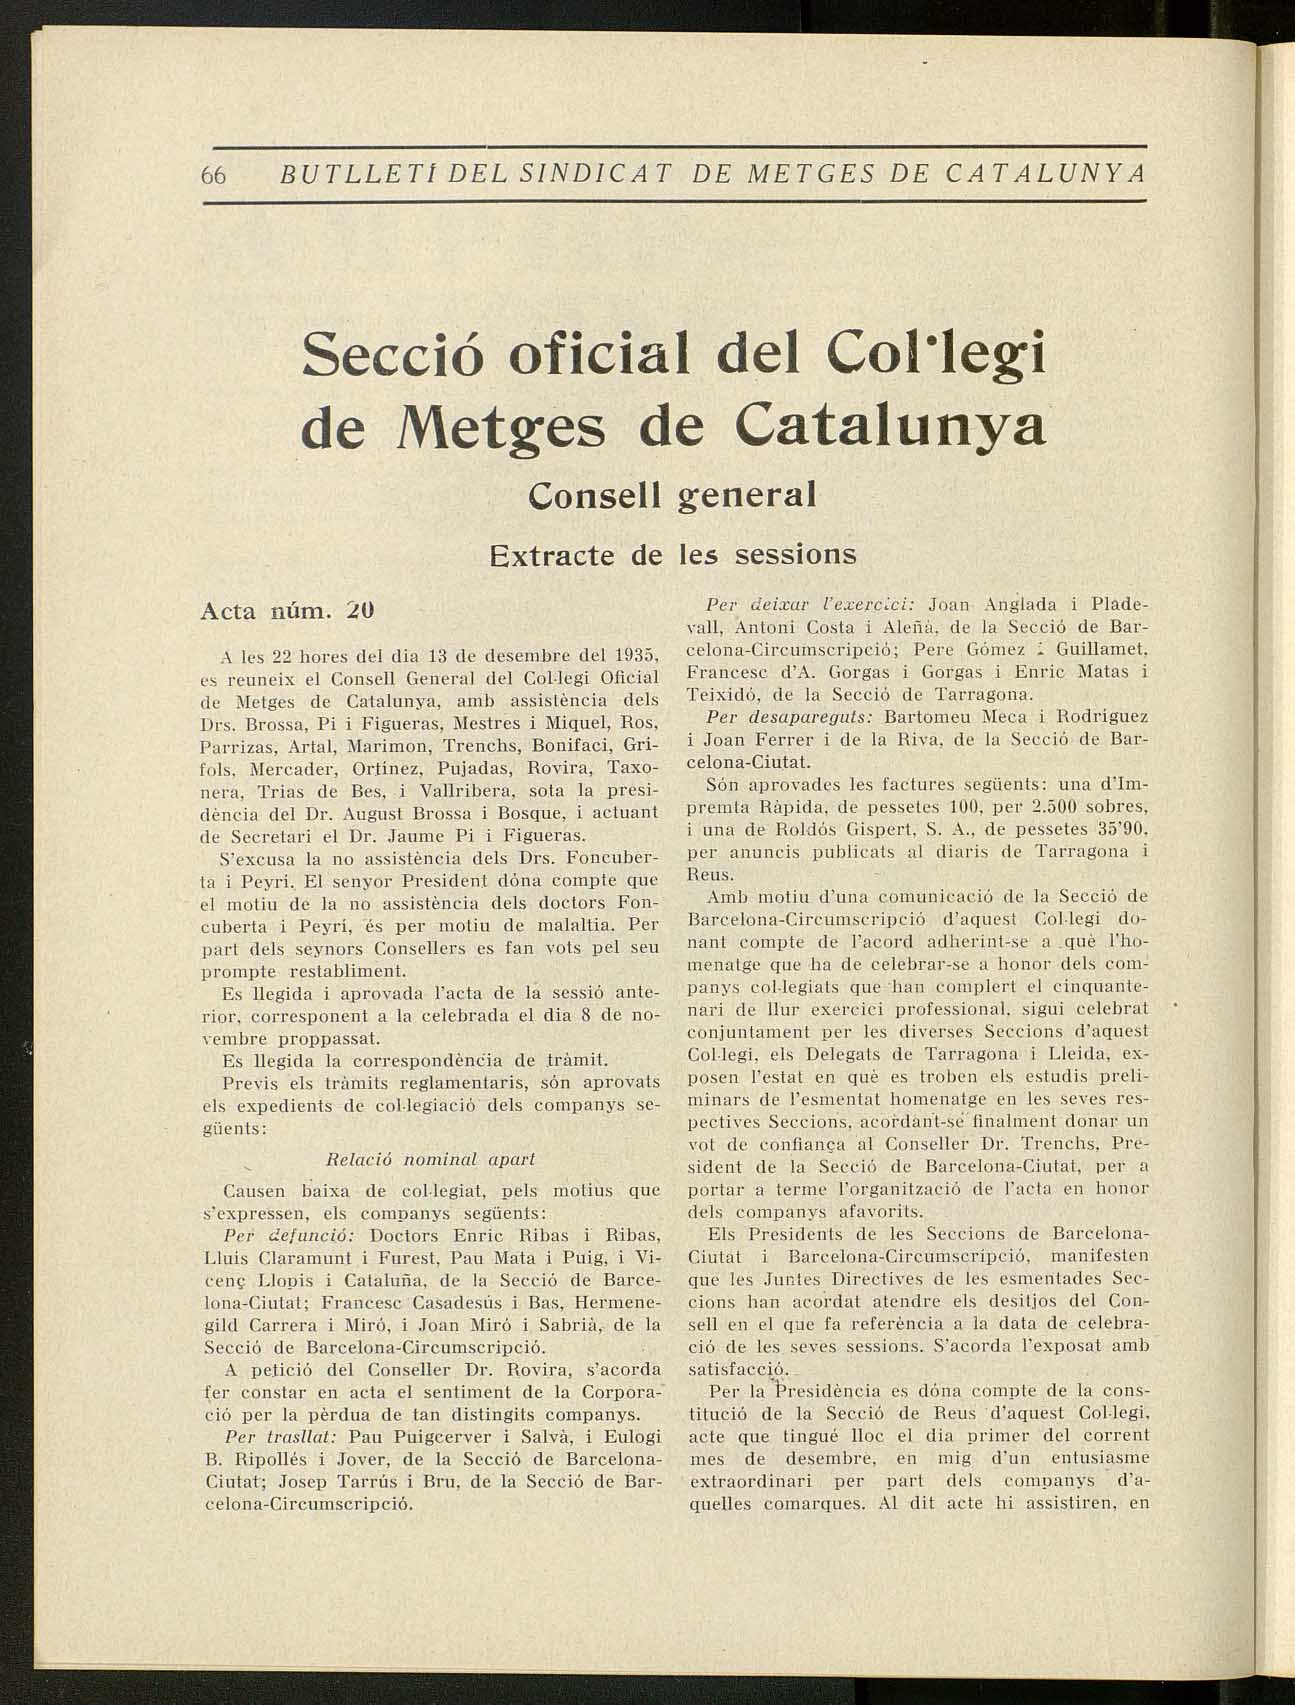 66 BUTLLETÍ DEL SINDICAT DE METGES DE CATALUNYA
Secció oficial del Col·legi
de Metges de Catalunya
Consell general
Extracte de les sessions
Acta núm. 20
A les 22 hores del dia 13 de desembre del 1935,
es reuneix el Consell General del Col·legi Oficial
de Metges de Catalunya, amb assistència dels
Drs. Brossa, Pi i Figueras, Mestres i Miquel, Ros,
Parrizas, Artal, Marimon, Trenchs, Bonifaci, Gri-
fols, Mercader, Ortínez, Pujadas, Rovira, Taxo-
nera, Trias de Bes, i Vallribera, sota la presi-
dència del Dr. August Brossa i Bosque, i actuant
de Secretari el Dr. Jaume Pi i Figueras.
S'excusa la no assistència dels Drs. Foncuber-
ta i Peyrí. El senyor President dóna compte que
el motiu de la no assistència dels doctors Fon-
cuberta i Peyrí, és per motiu de malaltia. Per
part dels seynors Consellers es fan vots pel seu
prompte restabliment.
Es llegida i aprovada l'acta de la sessió ante-
rior, corresponent a la celebrada el dia 8 de no-
vembre proppassat.
Es llegida la correspondència de tràmit.
Previs els tràmits reglamentaris, són aprovats
els expedients de col·legiació dels companys se-
güents:
Relació nominal apart
Causen baixa de col·legiat, pels motius que
s'expressen, els companys següents:
Per defunció: Doctors Enric Ribas i Ribas,
Lluis Claramunt i Furest, Pau Mata i Puig, i Vi-
cenç Llopis i Cataluña, de la Secció de Barce-
lona-Ciutat; Francesc Casadesús i Bas, Hermene-
gild Carrera i Miró, i Joan Miró i Sabrià, de la
Secció de Barcelona-Circumscripció.
A petició del Conseller Dr. Rovira, s'acorda
fer constar en acta el sentiment de la Corpora-
ció per la pèrdua de tan distingits companys.
Per trasllat: Pau Puigcerver i Salvà, i Eulogi
B. Ripollés i Jover, de la Secció de Barcelona-
Ciutat; Josep Tarrús i Bru, de la Secció de Bar-
celona-Circumscripció.
Per deixar l'exercici: Joan Anglada i Plade-
vall, Antoni Costa i Aleñà, de la Secció de Bar-
celona-Circumscripció; Pere Gómez i Guillamet,
Francesc d'A. Gorgas i Gorgas i Enric Matas i
Teixidó, de la Secció de Tarragona.
Per desapareguts: Bartomeu Meca i Rodríguez
i Joan Ferrer i de la Riva, de la Secció de Bar-
celona-Ciutat.
Són aprovades les factures següents: una d'Im-
premta Ràpida, de pessetes 100, per 2.500 sobres,
i una de Roldós Gispert, S. A., de pessetes 35'90,
per anuncis publicats al diaris de Tarragona i
Reus.
Amb motiu d'una comunicació de la Secció de
Barcelona-Circumscripció d'aquest Col·legi do-
nant compte de l'acord adherint-se a què l'ho-
menatge que ha de celebrar-se a honor dels com-
panys col·legiats que han complert el cinquante-
nari de llur exercici professional, sigui celebrat
conjuntament per les diverses Seccions d'aquest
Col·legi, els Delegats de Tarragona i Lleida, ex-
posen l'estat en què es troben els estudis preli-
minars de l'esmentat homenatge en les seves res-
pectives Seccions, acordant-se finalment donar un
vot de confiança al Conseller Dr. Trenchs, Pre-
sident de la Secció de Barcelona-Ciutat, per a
portar a terme l'organització de l'acta en honor
dels companys afavorits.
Els Presidents de les Seccions de Barcelona-
Ciutat i Barcelona-Circumscripció, manifesten
que les Juntes Directives de les esmentades Sec-
cions han acordat atendre els desitjos del Con-
sell en el que fa referència a la data de celebra-
ció de les seves sessions. S'acorda l'exposat amb
satisfacció.
Per la Presidència es dóna compte de la cons-
titució de la Secció de Reus d'aquest Col·legi,
acte que tingué lloc el dia primer del corrent
mes de desembre, en mig d'un entusiasme
extraordinari per part dels companys d'a-
quelles comarques. Al dit acte hi assistiren, en